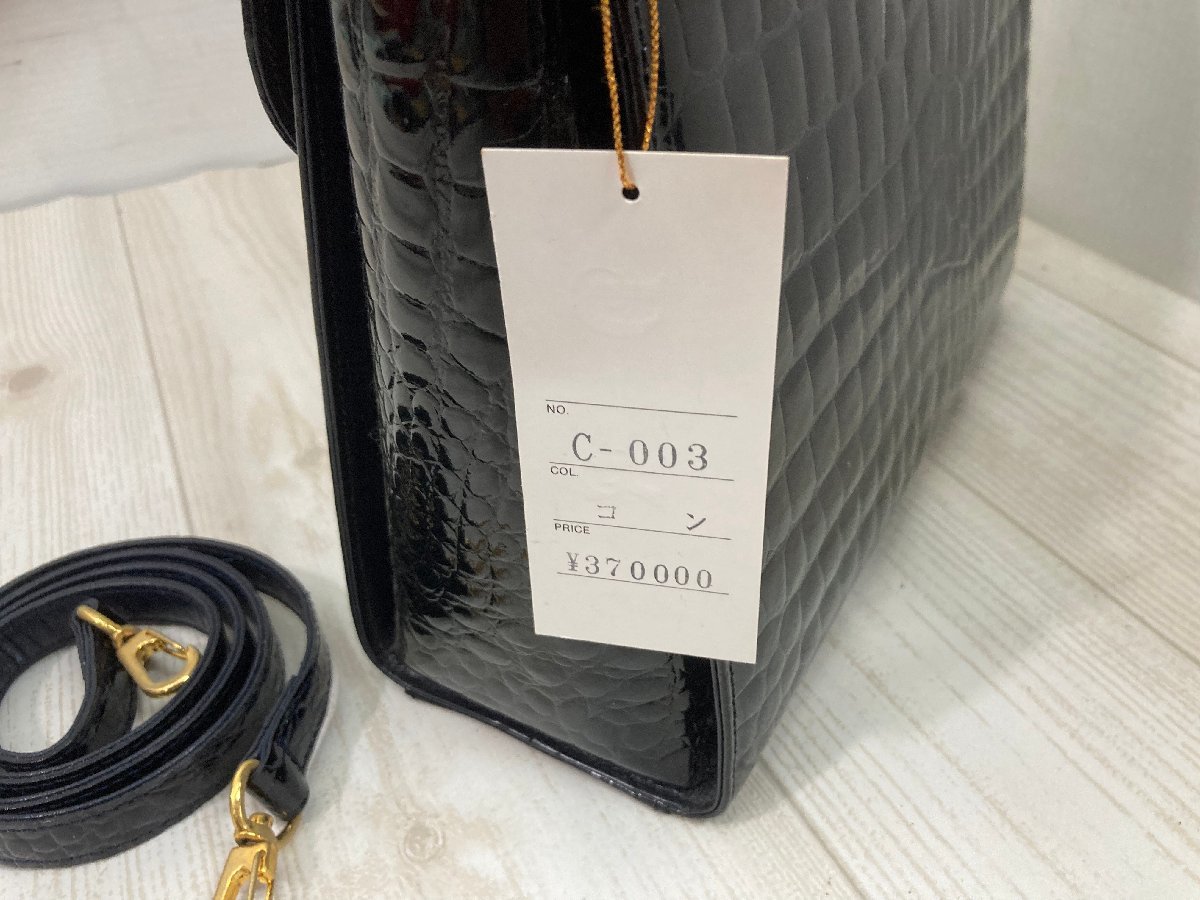 NO.
C-003
COL.
コン
PRICE
¥370000